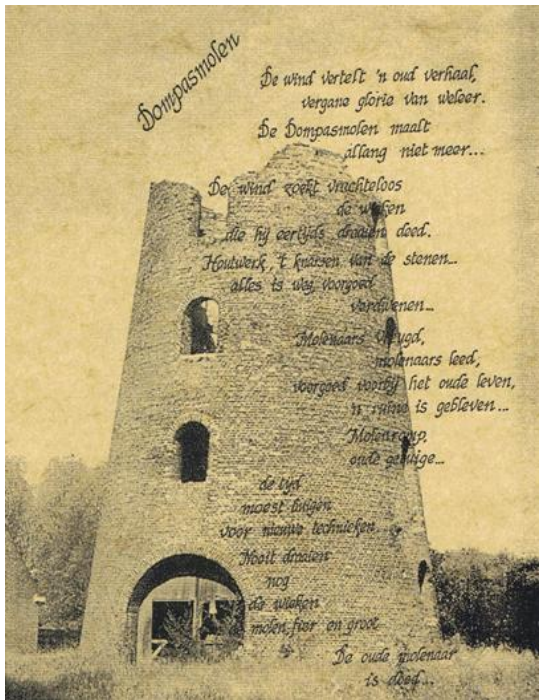 Dompasmolen
De wind vertelt 'n oud verhaal,
vergane glorie van weleer.
De Dompasmolen maalt
allang niet meer...
De wind zoekt vruchteloos
de wieken
die hij eertijds draaien deed.
Houtwerk, 't knarsen van de stenen...
alles is weg, voorgoed
verdwenen...
Molenaars vreugd,
molenaars leed,
voorgoed voorbij het oude leven,
'n ruïne is gebleven...
Molenromp,
oude getuige...
de tijd
moest buigen
voor nieuwe technieken...
Nooit draaien
nog
de wieken
de molen, fier en groot
is
De oude molenaar
is dood...